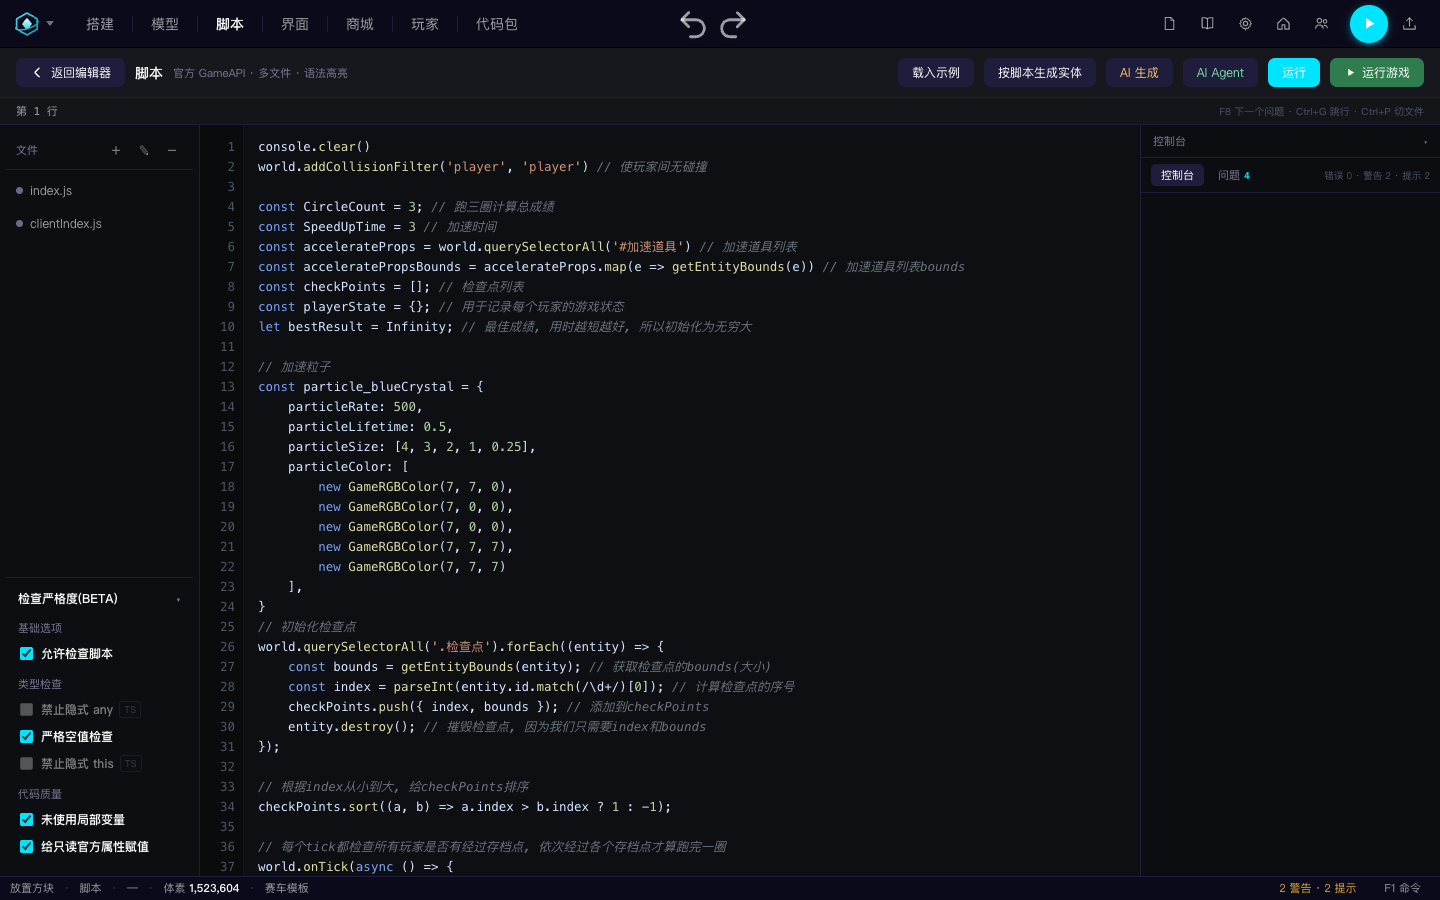 搭建 模型 脚本 界面 商城 玩家 代码包
返回编辑器 脚本 官方 GameAPI · 多文件 · 语法高亮 载入示例 按脚本生成实体 AI 生成 AI Agent 运行 运行游戏
第 1 行 F8 下一个问题 · Ctrl+G 跳行 · Ctrl+P 切文件
文件
index.js
clientIndex.js
检查严格度(BETA)
基础选项
允许检查脚本
类型检查
禁止隐式 any TS
严格空值检查
禁止隐式 this TS
代码质量
未使用局部变量
给只读官方属性赋值
1 console.clear()
2 world.addCollisionFilter('player', 'player') // 使玩家间无碰撞
3
4 const CircleCount = 3; // 跑三圈计算总成绩
5 const SpeedUpTime = 3 // 加速时间
6 const accelerateProps = world.querySelectorAll('#加速道具') // 加速道具列表
7 const acceleratePropsBounds = accelerateProps.map(e => getEntityBounds(e)) // 加速道具列表bounds
8 const checkPoints = []; // 检查点列表
9 const playerState = {}; // 用于记录每个玩家的游戏状态
10 let bestResult = Infinity; // 最佳成绩, 用时越短越好, 所以初始化为无穷大
11
12 // 加速粒子
13 const particle_blueCrystal = {
14     particleRate: 500,
15     particleLifetime: 0.5,
16     particleSize: [4, 3, 2, 1, 0.25],
17     particleColor: [
18         new GameRGBColor(7, 7, 0),
19         new GameRGBColor(7, 0, 0),
20         new GameRGBColor(7, 0, 0),
21         new GameRGBColor(7, 7, 7),
22         new GameRGBColor(7, 7, 7)
23     ],
24 }
25 // 初始化检查点
26 world.querySelectorAll('.检查点').forEach((entity) => {
27     const bounds = getEntityBounds(entity); // 获取检查点的bounds(大小)
28     const index = parseInt(entity.id.match(/\d+/)[0]); // 计算检查点的序号
29     checkPoints.push({ index, bounds }); // 添加到checkPoints
30     entity.destroy(); // 摧毁检查点, 因为我们只需要index和bounds
31 });
32
33 // 根据index从小到大, 给checkPoints排序
34 checkPoints.sort((a, b) => a.index > b.index ? 1 : -1);
35
36 // 每个tick都检查所有玩家是否有经过存档点, 依次经过各个存档点才算跑完一圈
37 world.onTick(async () => {
控制台
控制台 问题 4 错误 0 · 警告 2 · 提示 2
放置方块 · 脚本 · — · 体素 1,523,604 · 赛车模板 2 警告 · 2 提示 F1 命令